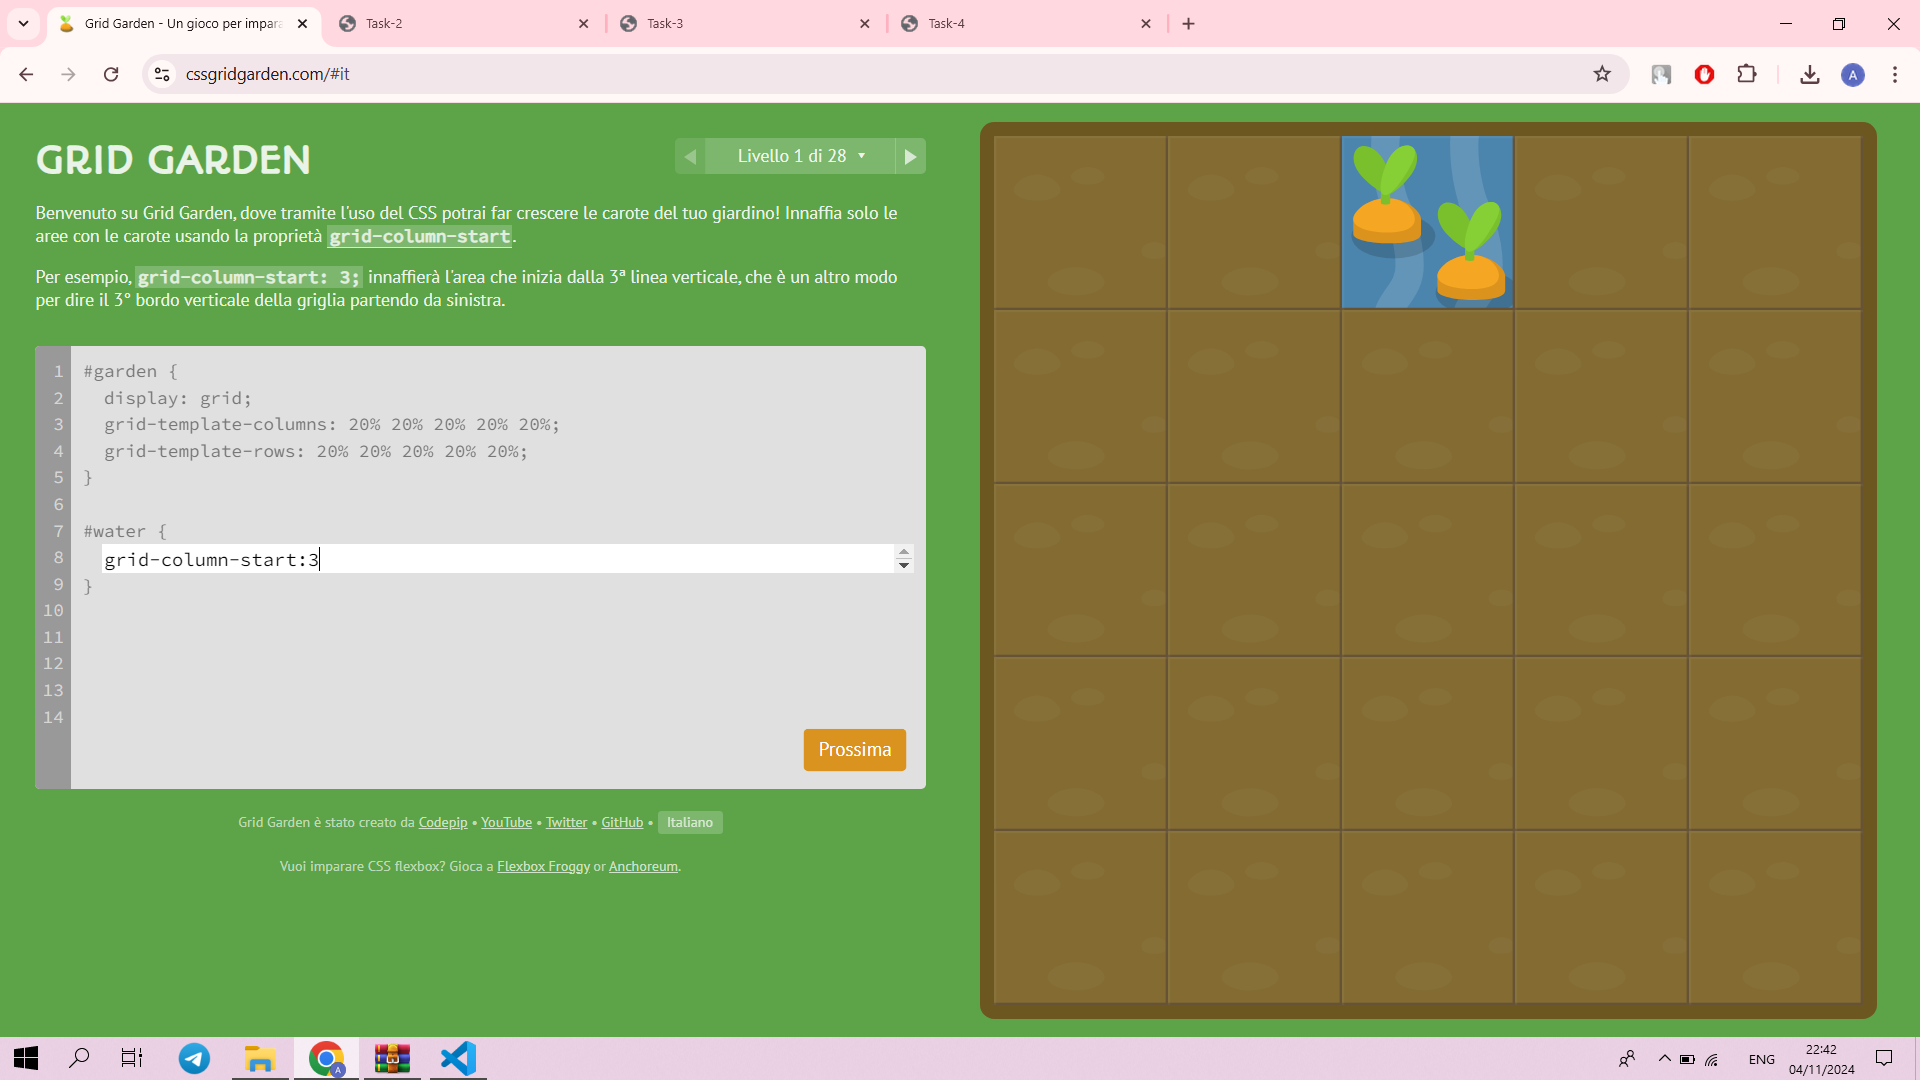 Grid Garden - Un gioco per impara
Task-2
Task-3
Task-4
cssgridgarden.com/#it
A
GRID GARDEN
Livello 1 di 28
Benvenuto su Grid Garden, dove tramite l'uso del CSS potrai far crescere le carote del tuo giardino! Innaffia solo le
aree con le carote usando la proprietà grid-column-start.
Per esempio, grid-column-start: 3; innaffierà l'area che inizia dalla 3ª linea verticale, che è un altro modo
per dire il 3° bordo verticale della griglia partendo da sinistra.
1 #garden {
2 display: grid;
3 grid-template-columns: 20% 20% 20% 20% 20%;
4 grid-template-rows: 20% 20% 20% 20% 20%;
5 }
6
7 #water {
8 grid-column-start:3
9 }
10
11
12
13
14
Prossima
Grid Garden è stato creato da Codepip • YouTube • Twitter • GitHub • Italiano
Vuoi imparare CSS flexbox? Gioca a Flexbox Froggy or Anchoreum.
A
ENG
22:42
04/11/2024